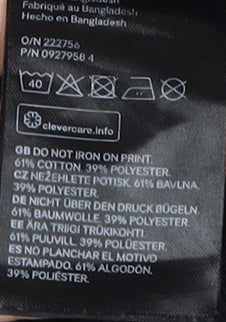 Fabriqué au Bangladesh
Hecho en Bangladesh
O/N 222756
P/N 0927958 4
40
clevercare.info
GB DO NOT IRON ON PRINT.
61% COTTON. 39% POLYESTER.
CZ NEŽEHLETE POTISK. 61% BAVLNA.
39% POLYESTER.
DE NICHT ÜBER DEN DRUCK BÜGELN.
61% BAUMWOLLE. 39% POLYESTER.
EE ÄRA TRIIGI TRÜKIKOHTI.
61% PUUVILL. 39% POLÜESTER.
ES NO PLANCHAR EL MOTIVO
ESTAMPADO. 61% ALGODÓN.
39% POLIÉSTER.